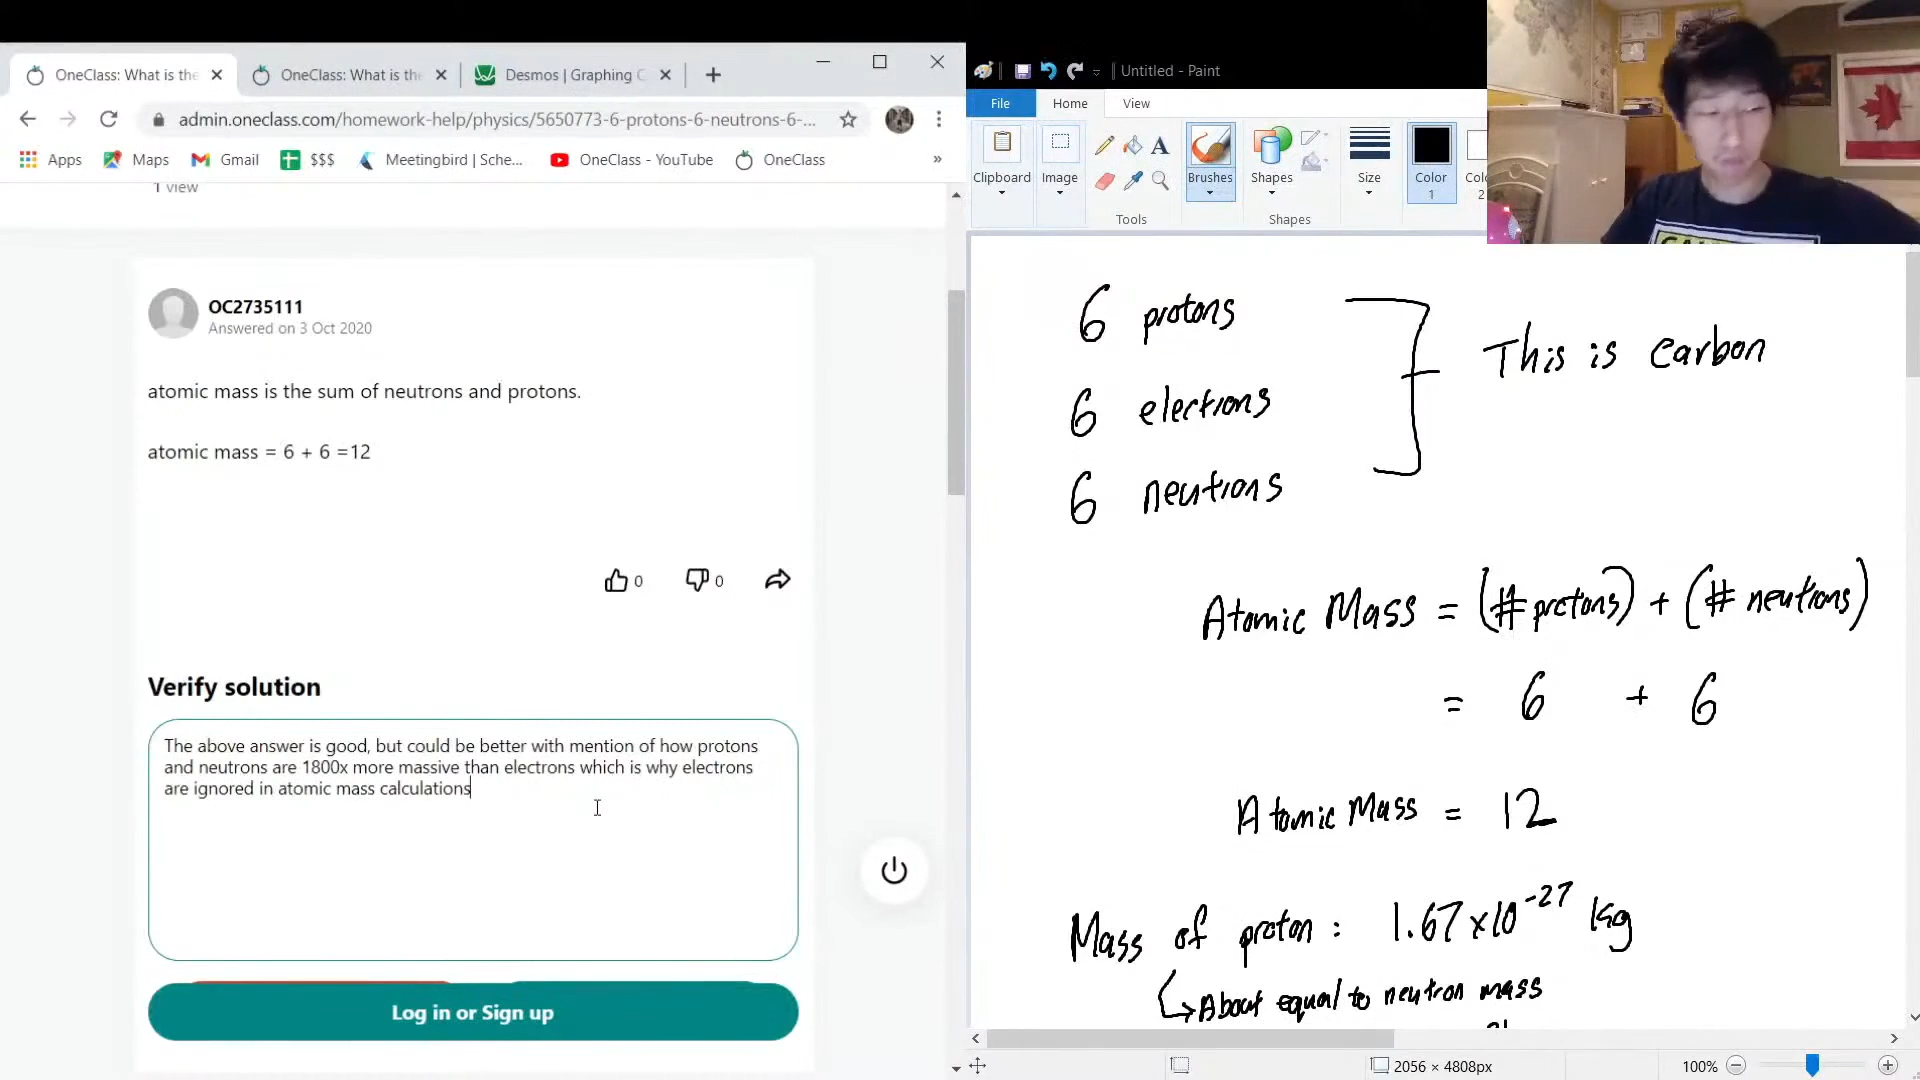 OneClass: What is the
OneClass: What is the
Desmos | Graphing C
admin.oneclass.com/homework-help/physics/5650773-6-protons-6-neutrons-6-...
Apps
Maps
Gmail
$$$
Meetingbird | Sche...
OneClass - YouTube
OneClass
»
1 view
OC2735111
Answered on 3 Oct 2020
atomic mass is the sum of neutrons and protons.
atomic mass = 6 + 6 =12
0
0
Verify solution
The above answer is good, but could be better with mention of how protons
and neutrons are 1800x more massive than electrons which is why electrons
are ignored in atomic mass calculations
Log in or Sign up
Untitled - Paint
File
Home
View
Clipboard
Image
Tools
Brushes
Shapes
Shapes
Size
Color
1
Colo
2
6 protons
6 electrons
6 neutrons
This is carbon
Atomic Mass = (# protons) + (# neutrons)
= 6 + 6
Atomic Mass = 12
Mass of proton: 1.67 x 10^-27 kg
About equal to neutron mass
2056 × 4808px
100%